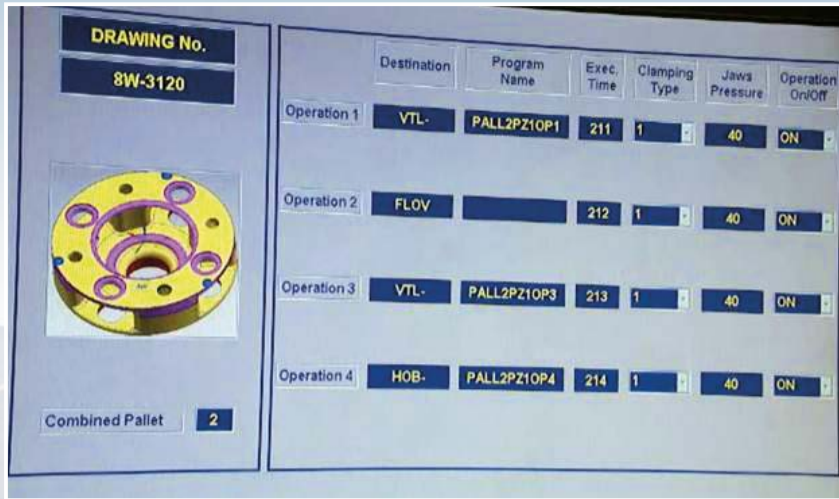 DRAWING No.
8W-3120
Combined Pallet 2
Destination Program Name Exec. Time Clamping Type Jaws Pressure Operation On/Off
Operation 1 VTL- PALL2PZ1OP1 211 1 40 ON
Operation 2 FLOV 212 1 40 ON
Operation 3 VTL- PALL2PZ1OP3 213 1 40 ON
Operation 4 HOB- PALL2PZ1OP4 214 1 40 ON